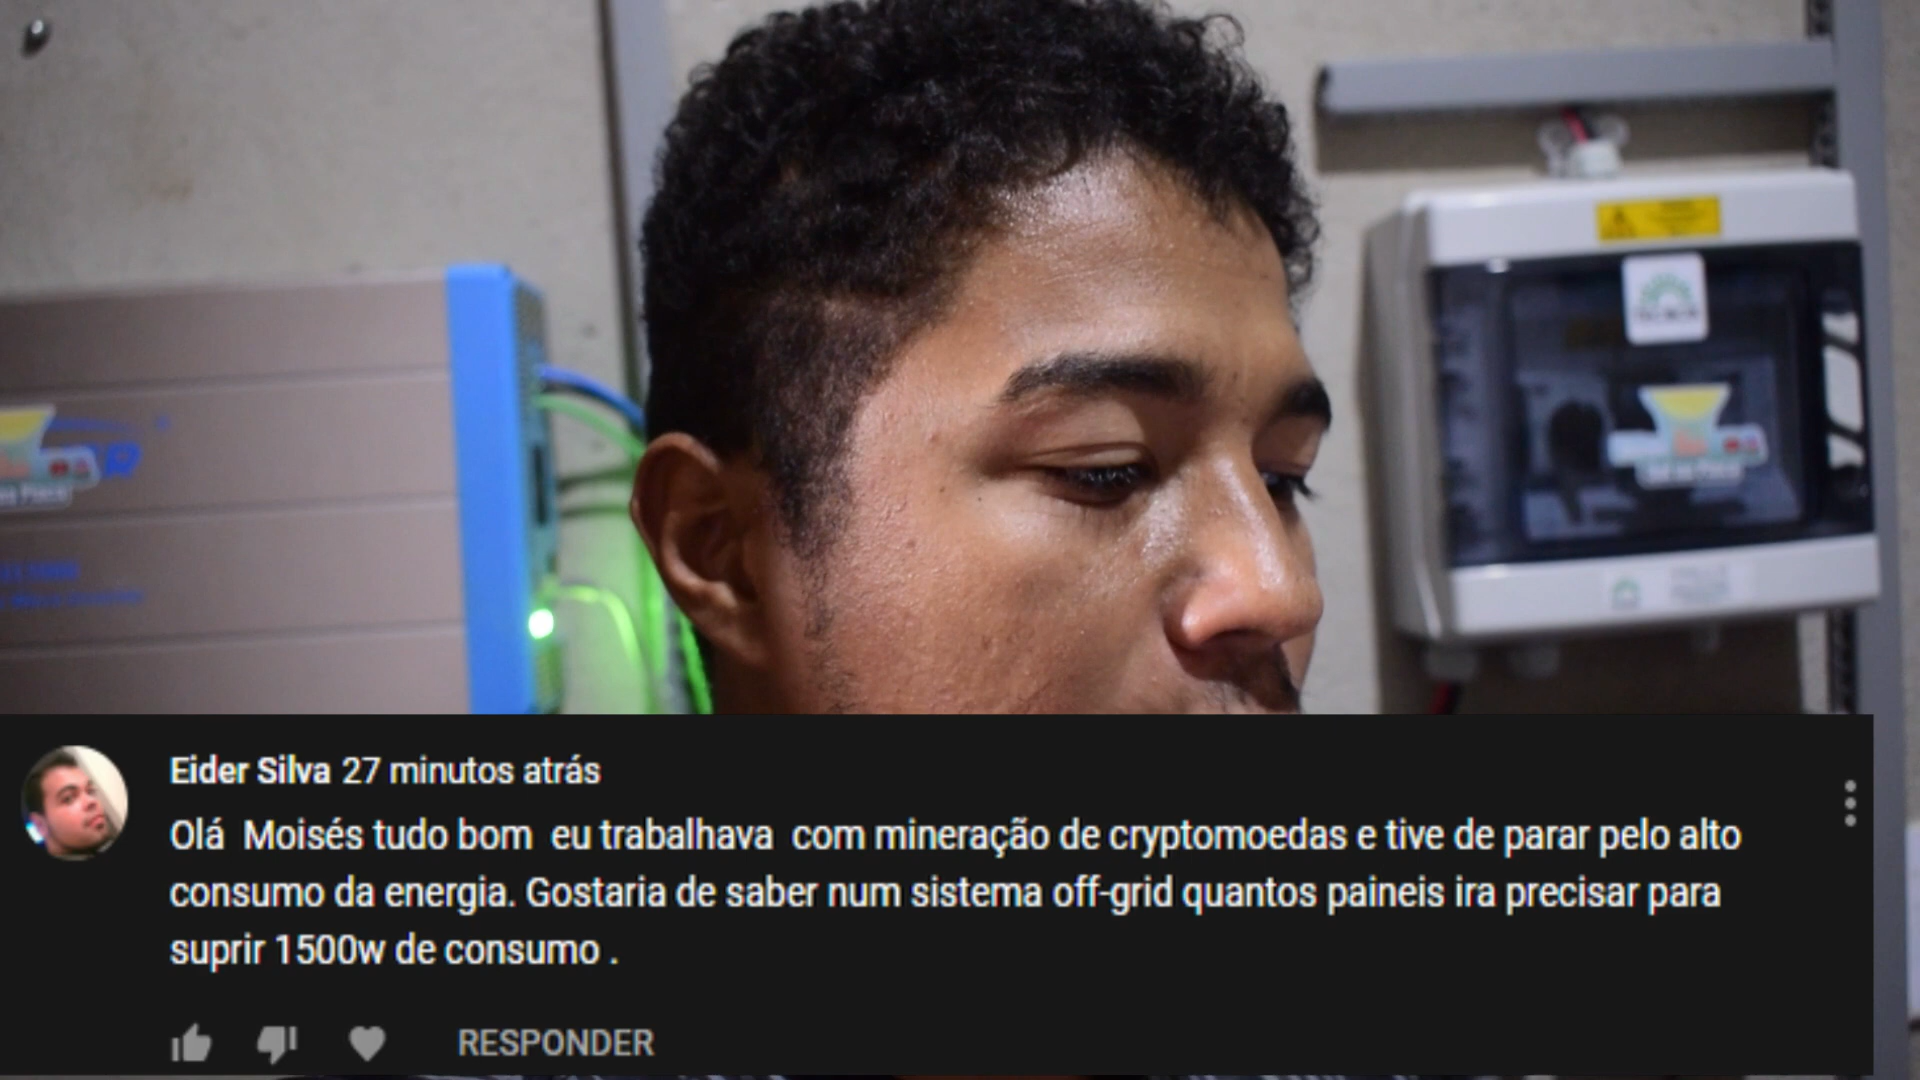 Eider Silva 27 minutos atrás
Olá Moisés tudo bom eu trabalhava com mineração de cryptomoedas e tive de parar pelo alto
consumo da energia. Gostaria de saber num sistema off-grid quantos paineis ira precisar para
suprir 1500w de consumo .
RESPONDER